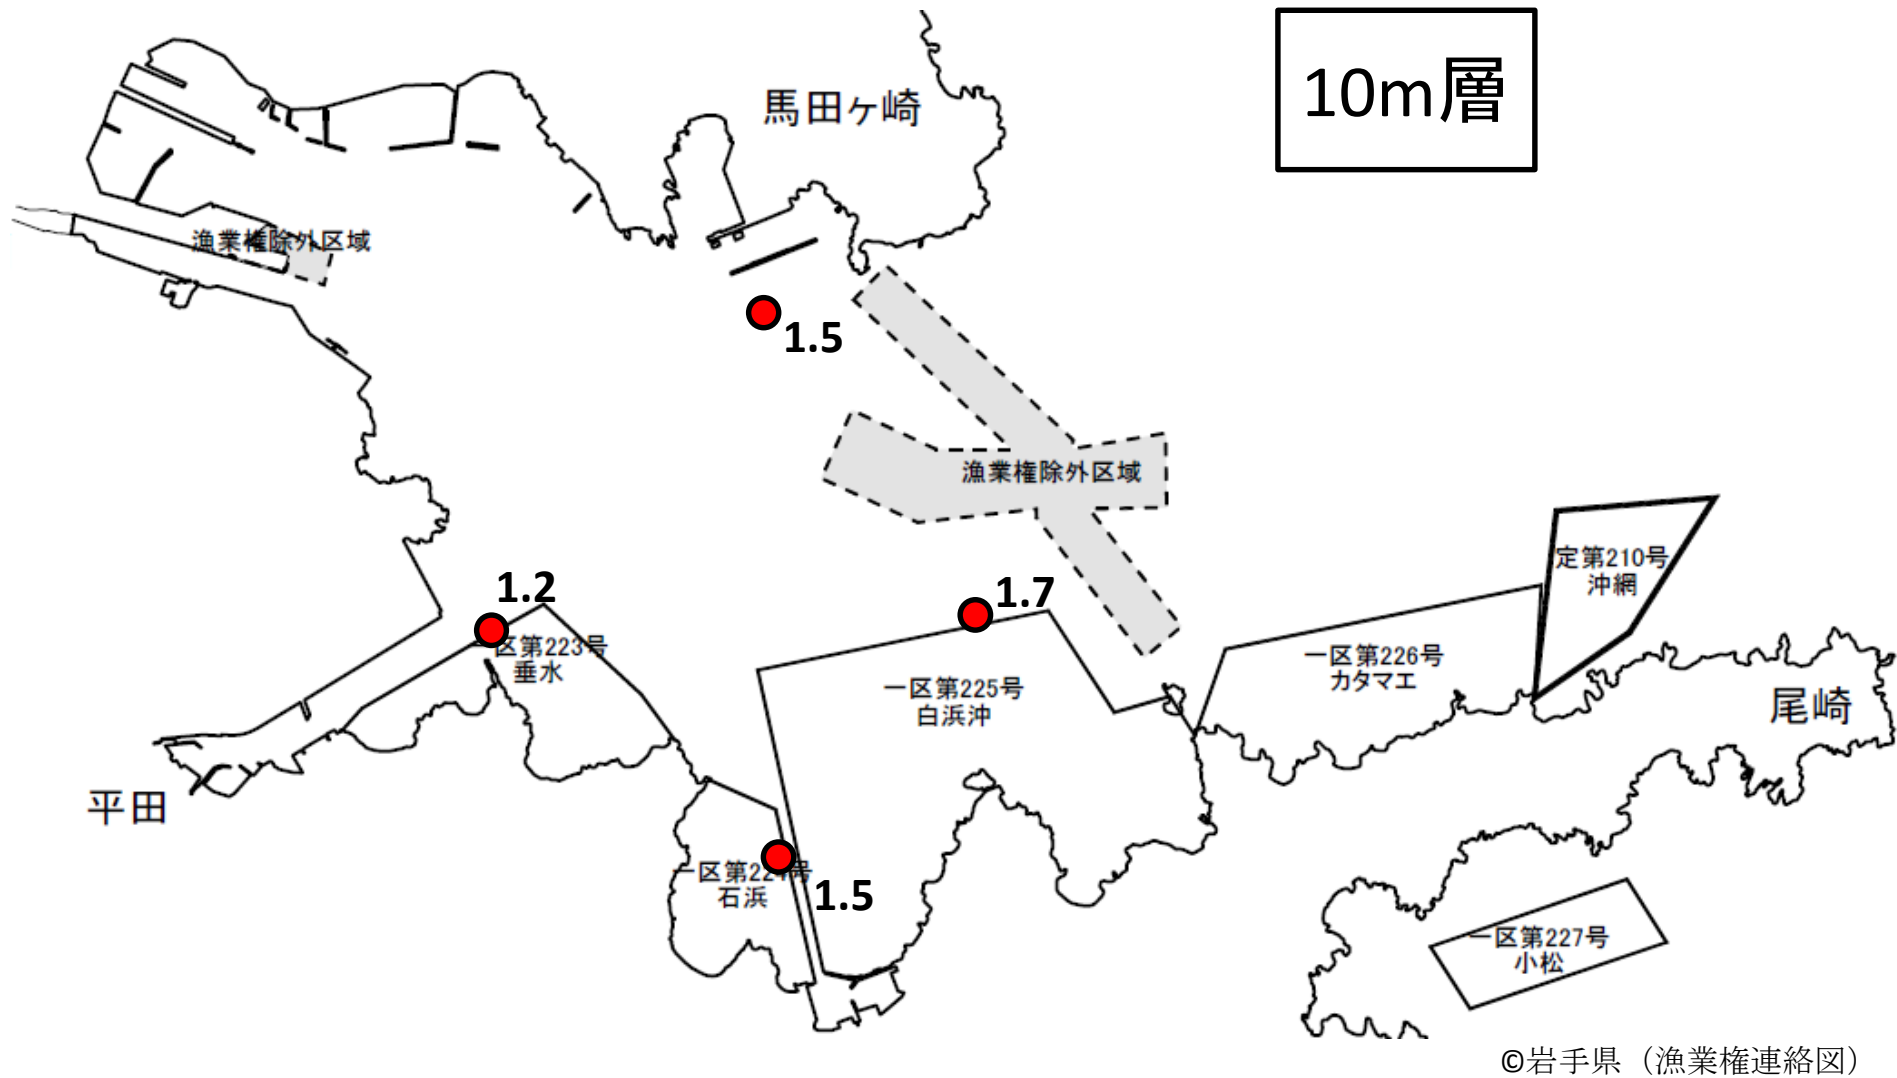 10m層
馬田ヶ崎
漁業権除外区域
1.5
漁業権除外区域
定第210号
沖網
1.2
1.7
一区第223号
垂水
一区第225号
白浜沖
一区第226号
カタマエ
尾崎
平田
一区第224号
石浜
1.5
一区第227号
小松
©岩手県（漁業権連絡図）